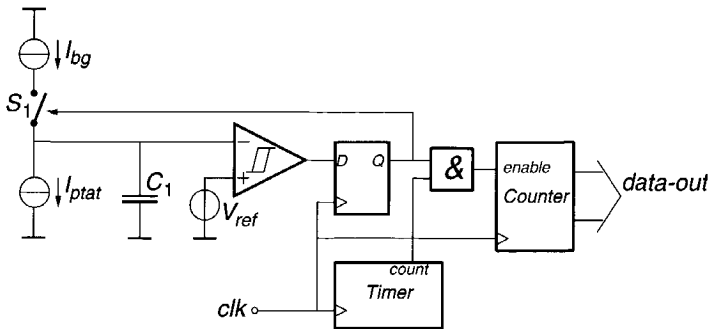 I_bg
S_1
I_ptat
C_1
V_ref
D Q
&
enable
Counter
data-out
count
Timer
clk